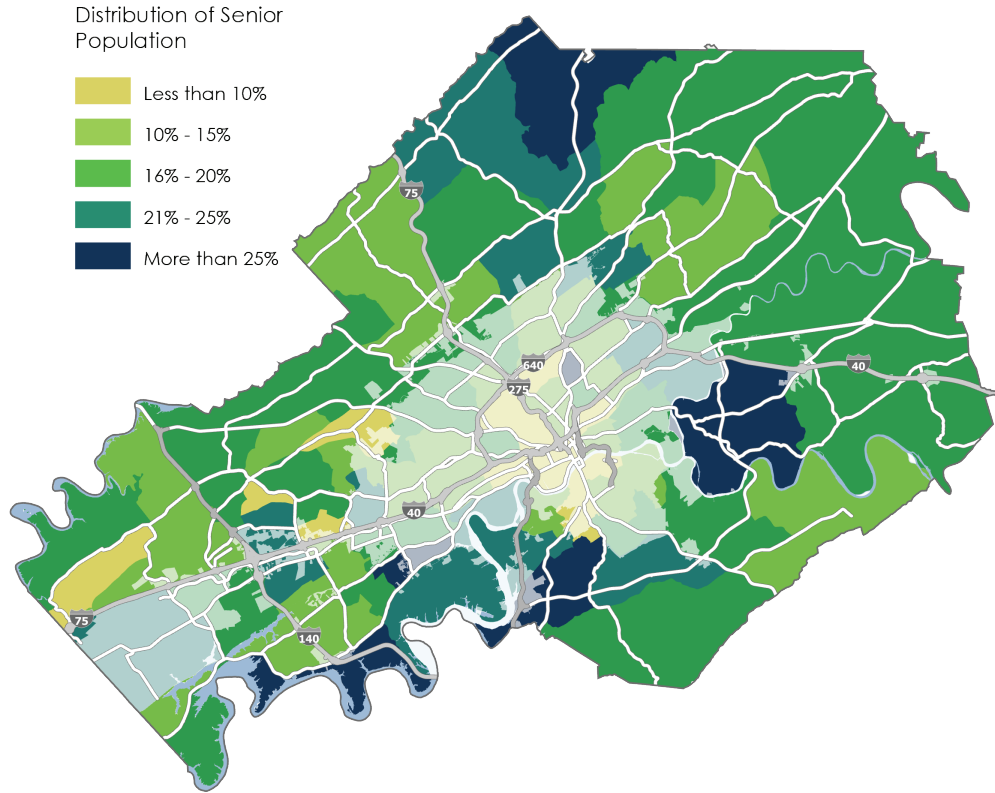 Distribution of Senior
Population
Less than 10%
10% - 15%
16% - 20%
21% - 25%
More than 25%
75
640
275
40
40
75
140